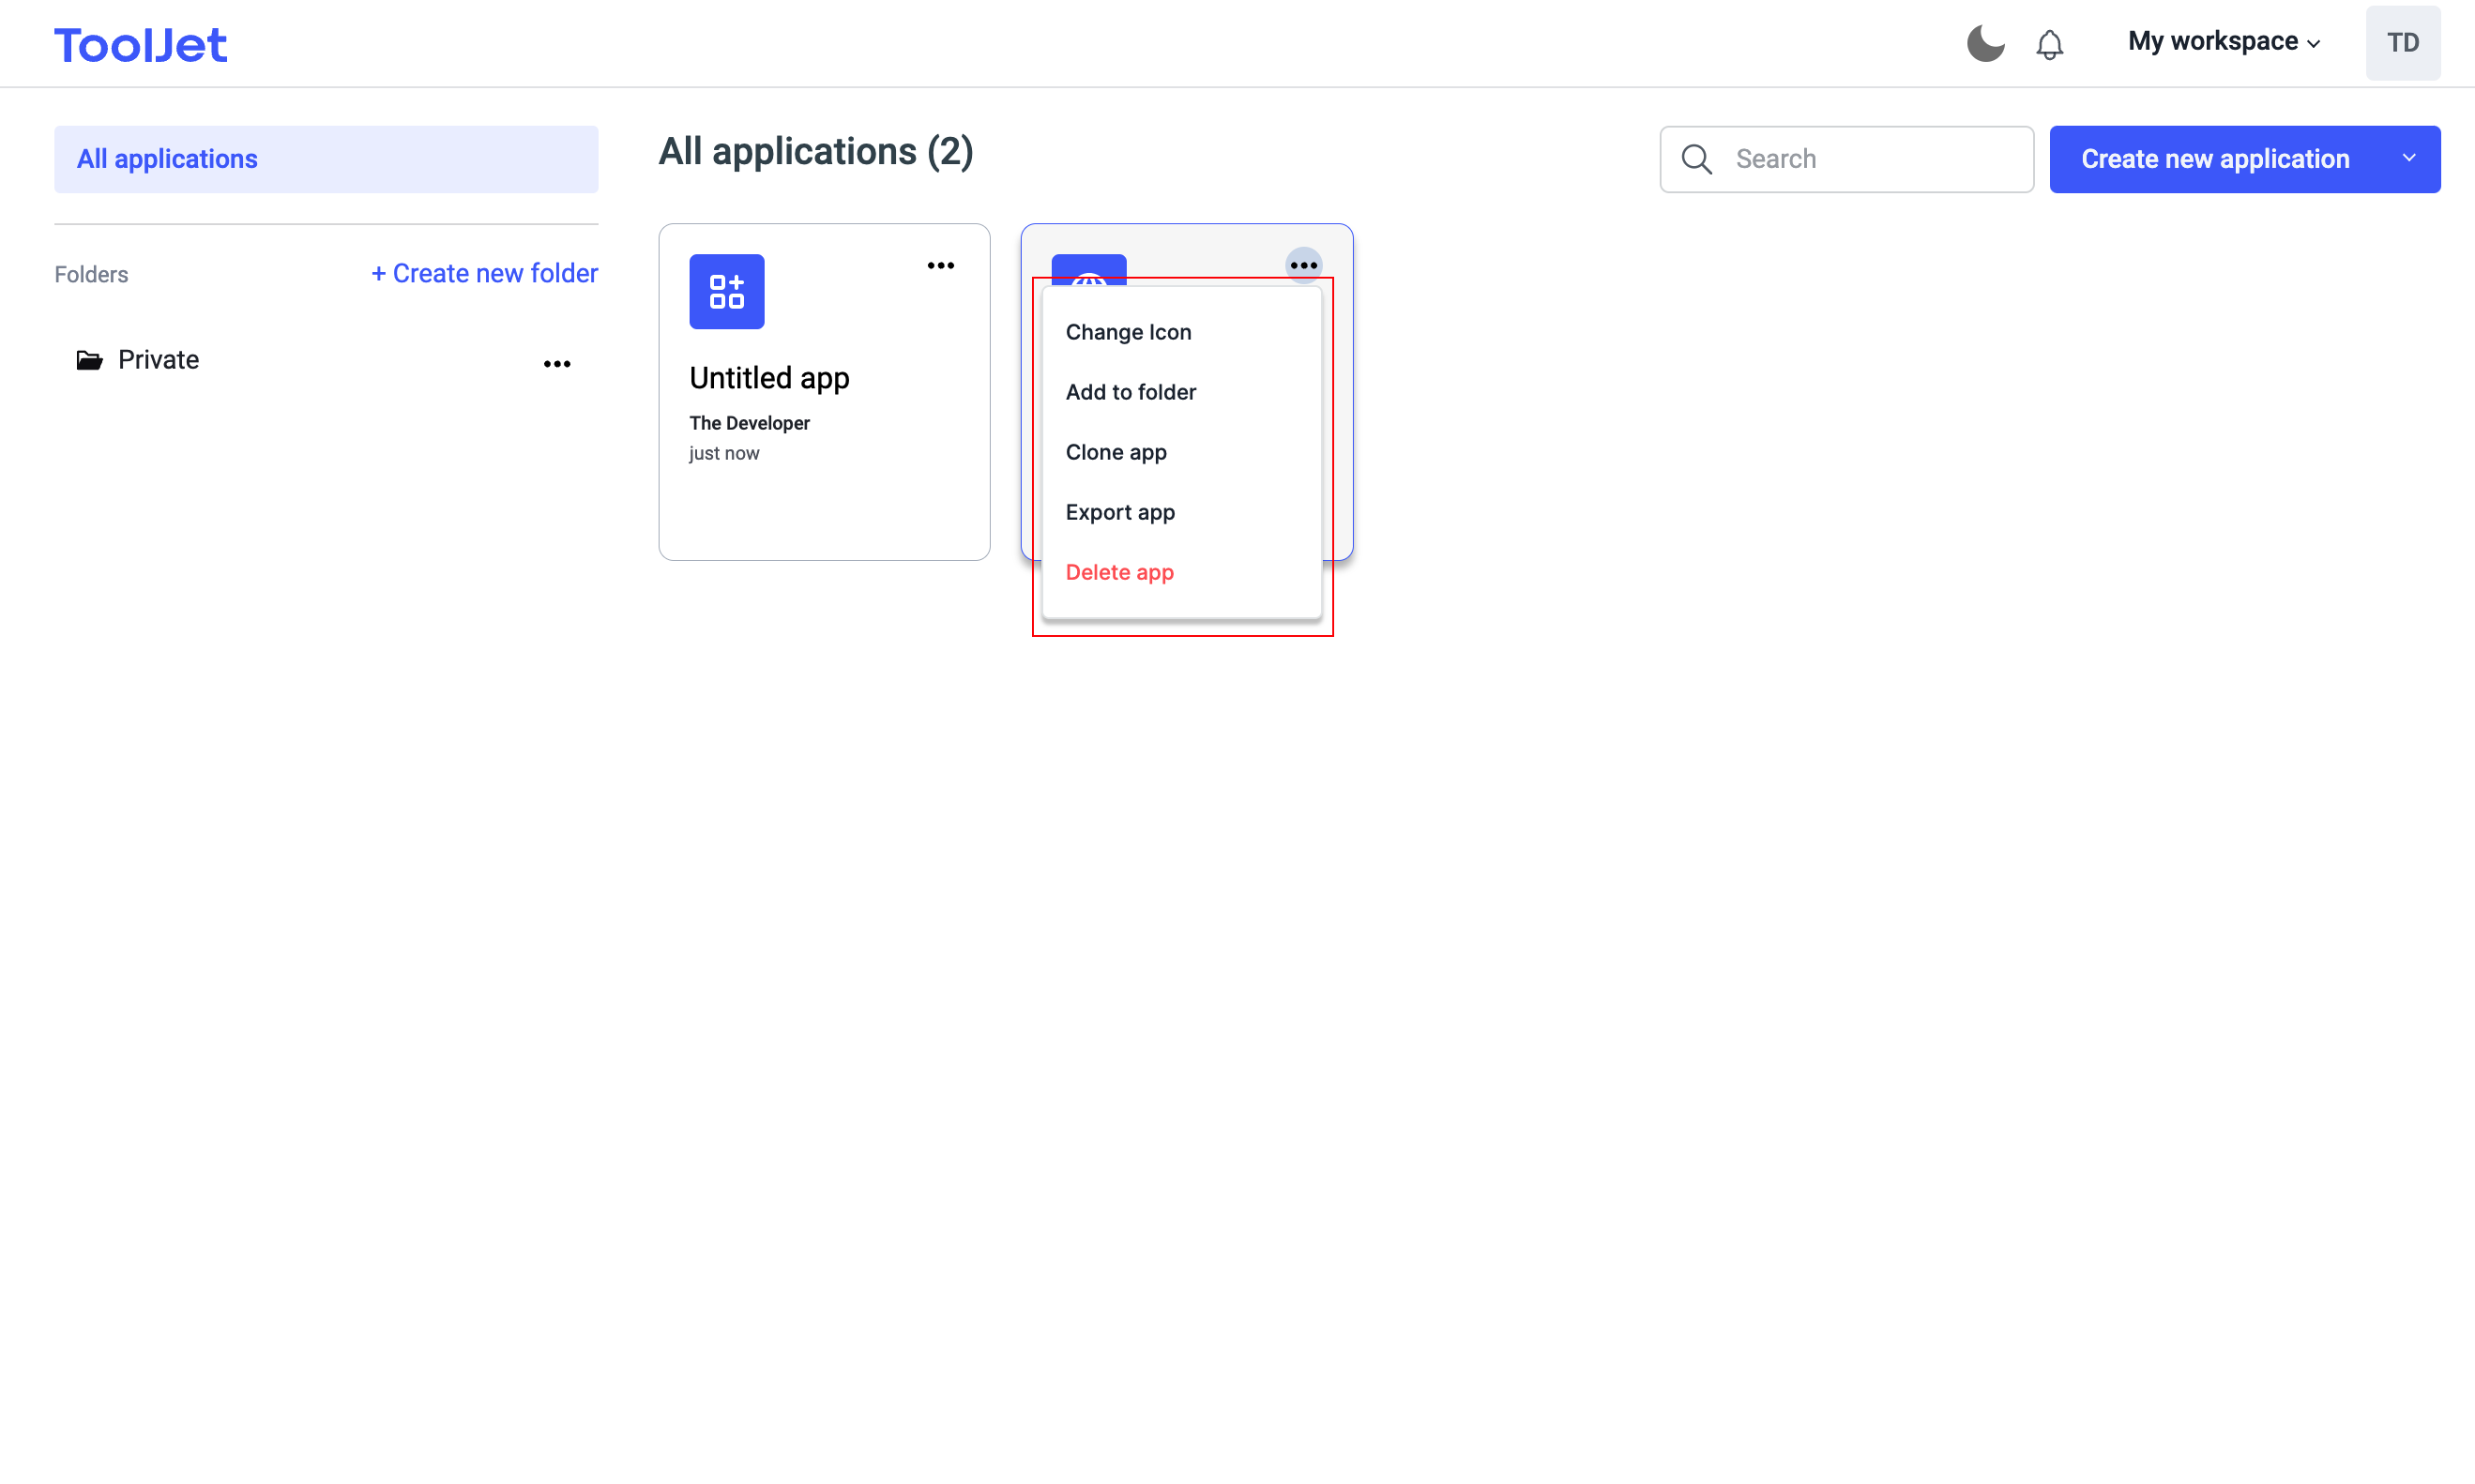 ToolJet
My workspace
TD
All applications
Folders
+ Create new folder
Private
All applications (2)
Search
Create new application
Untitled app
The Developer
just now
Change Icon
Add to folder
Clone app
Export app
Delete app